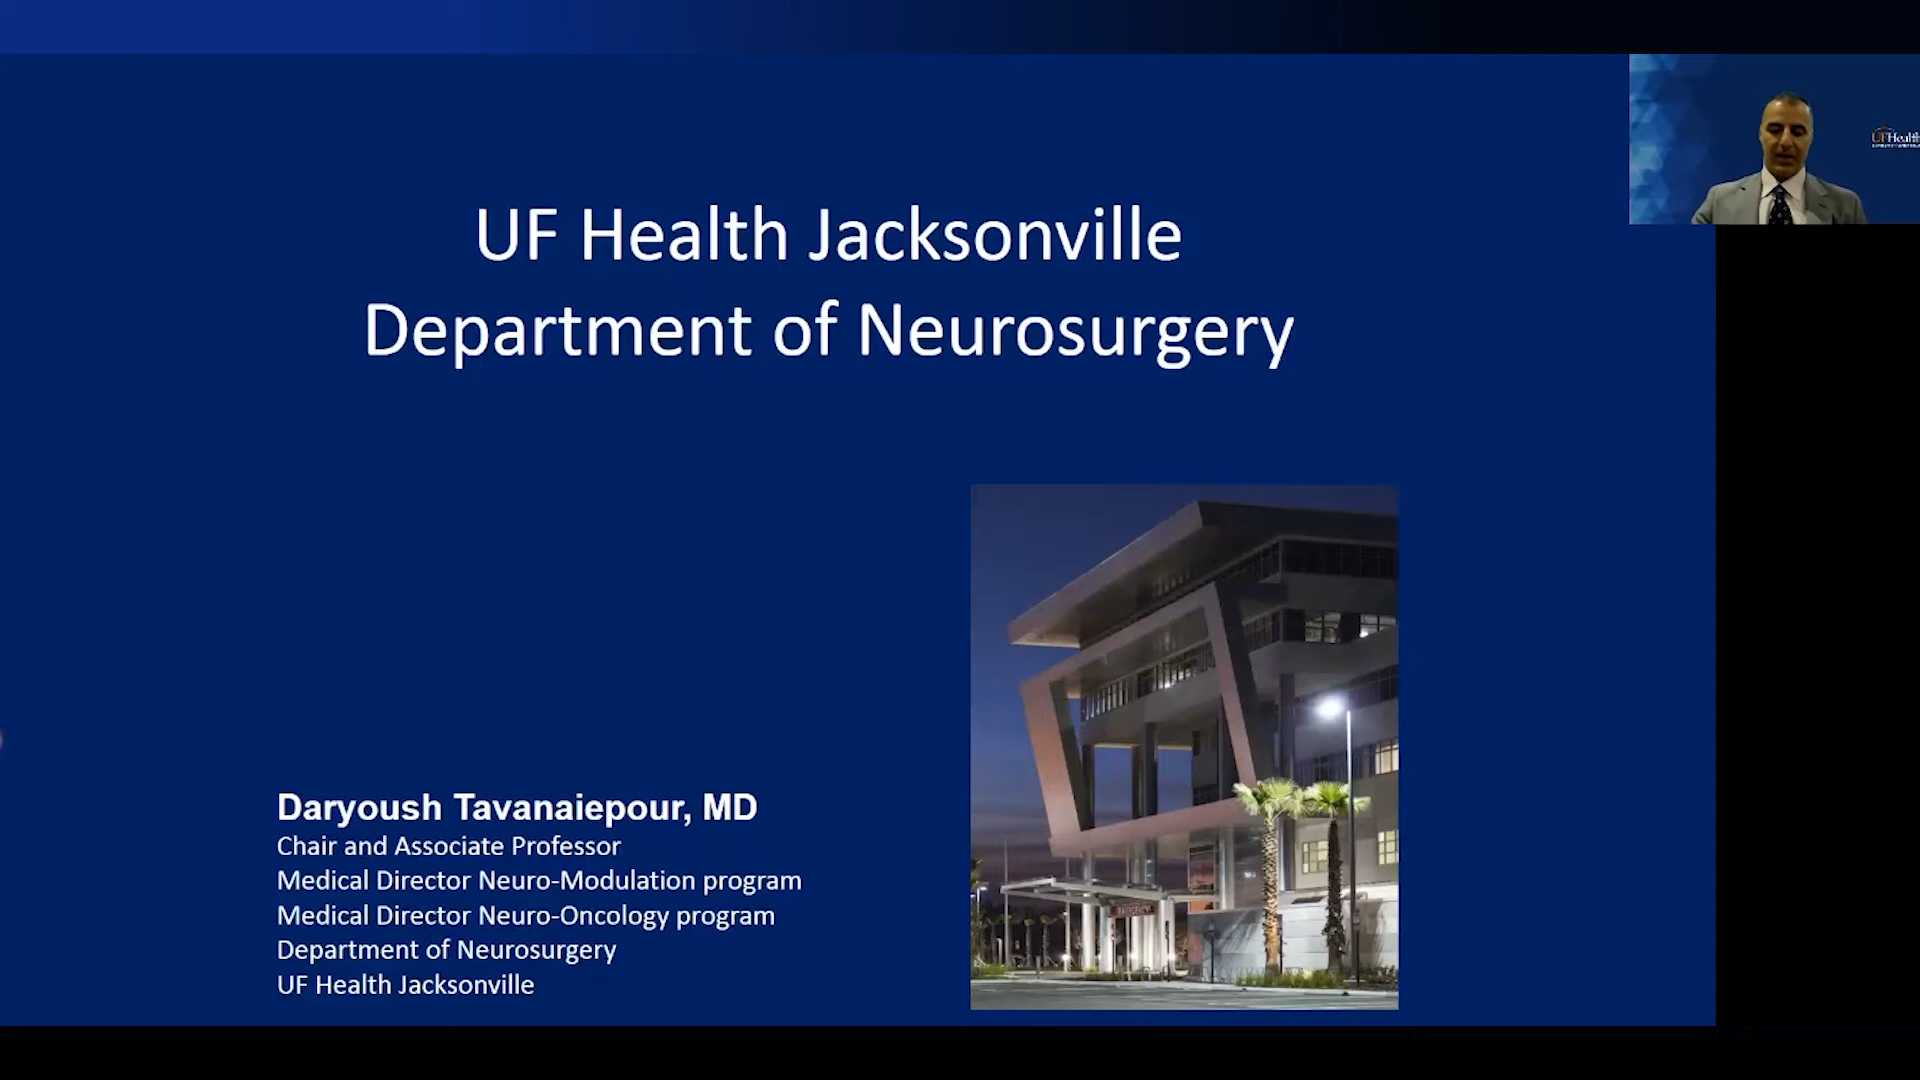 UF Health Jacksonville
Department of Neurosurgery
Daryoush Tavanaiepour, MD
Chair and Associate Professor
Medical Director Neuro-Modulation program
Medical Director Neuro-Oncology program
Department of Neurosurgery
UF Health Jacksonville
UFHealth
EMERGENCY